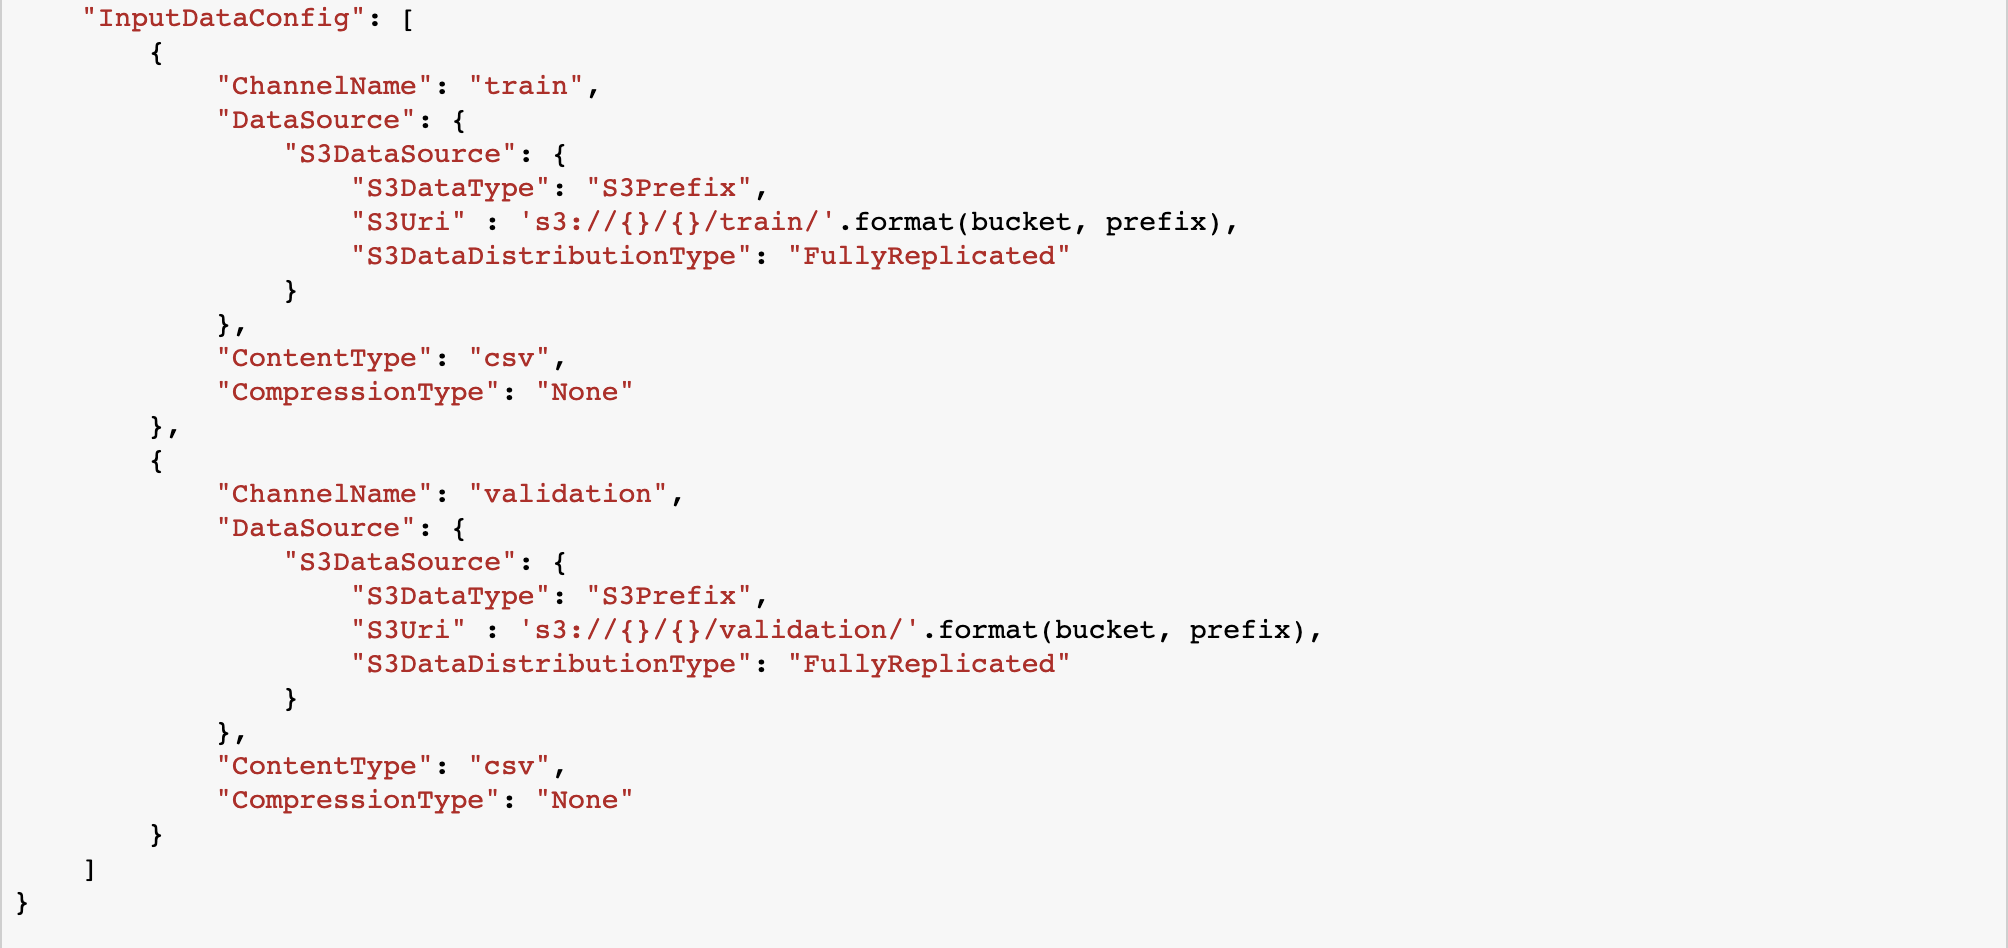 "InputDataConfig": [
{
"ChannelName": "train",
"DataSource": {
"S3DataSource": {
"S3DataType": "S3Prefix",
"S3Uri" : 's3://{}/{}/train/'.format(bucket, prefix),
"S3DataDistributionType": "FullyReplicated"
}
},
"ContentType": "csv",
"CompressionType": "None"
},
{
"ChannelName": "validation",
"DataSource": {
"S3DataSource": {
"S3DataType": "S3Prefix",
"S3Uri" : 's3://{}/{}/validation/'.format(bucket, prefix),
"S3DataDistributionType": "FullyReplicated"
}
},
"ContentType": "csv",
"CompressionType": "None"
}
]
}